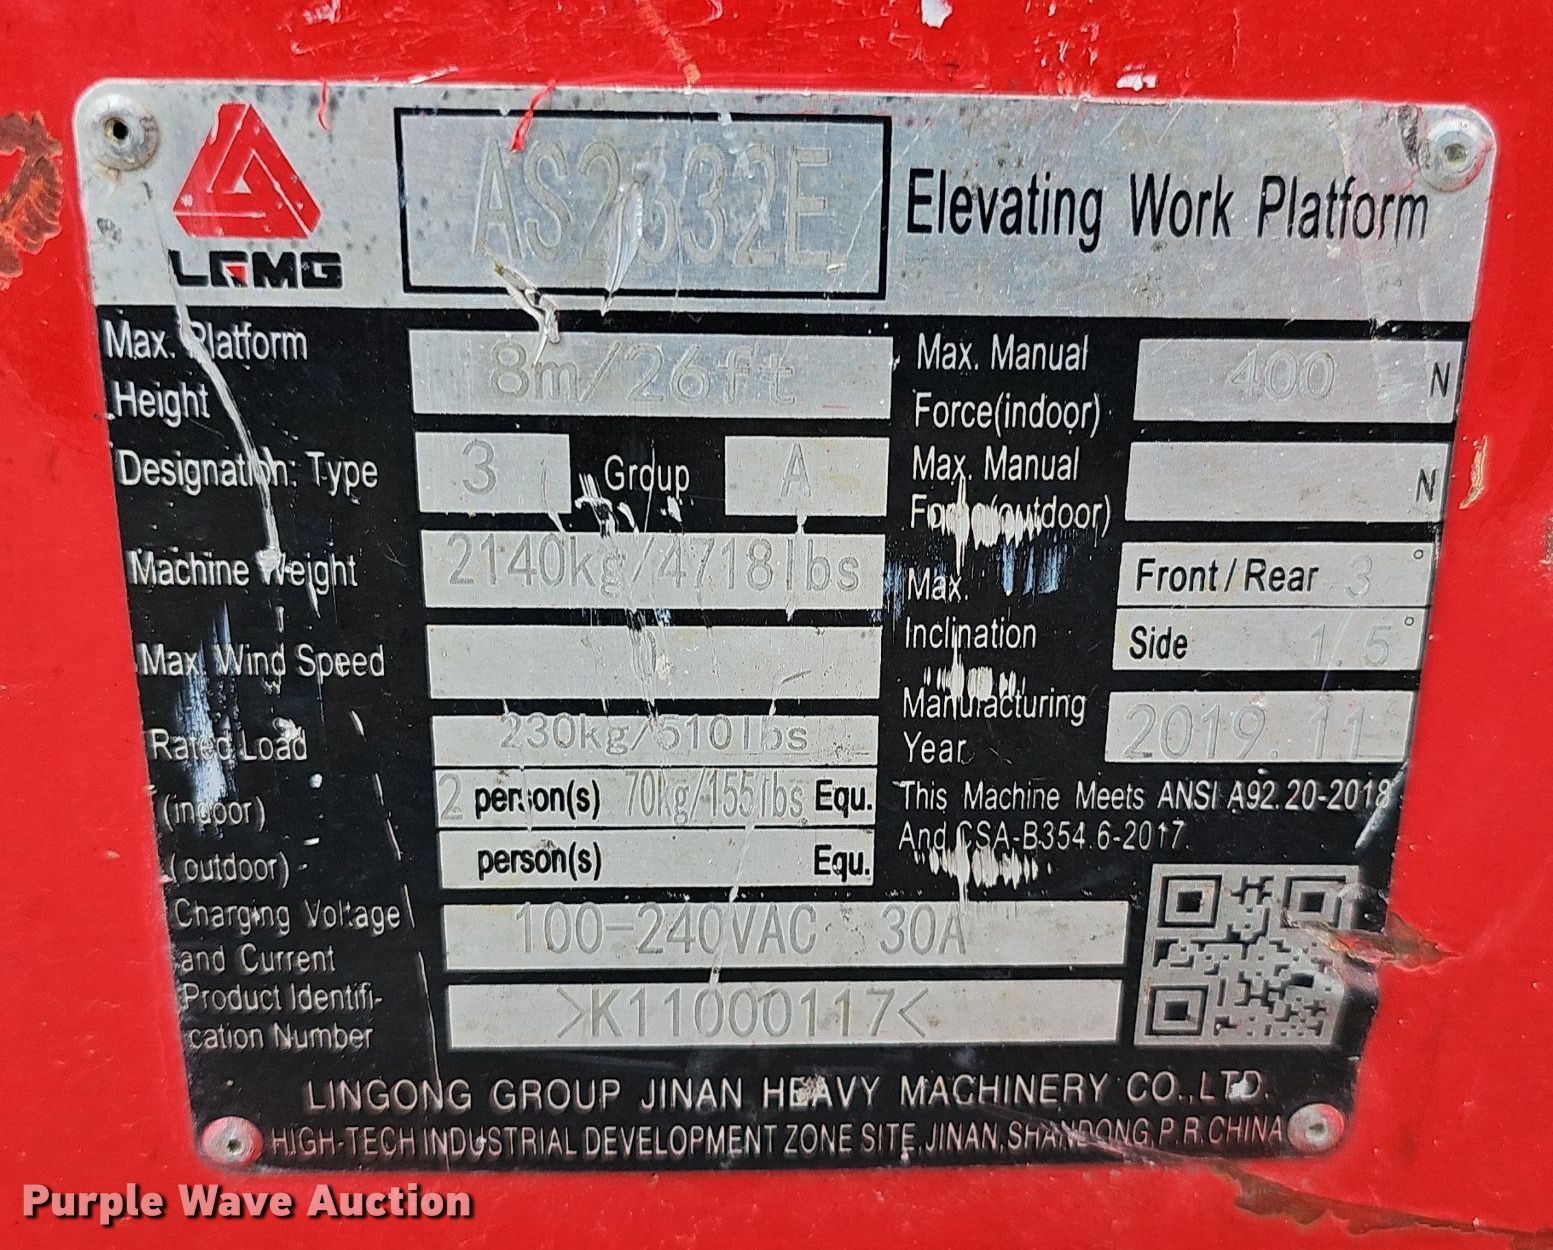 LGMG
AS2632E
Elevating Work Platform
Max. Platform Height 8m/26ft
Designation: Type 3 Group A
Machine Weight 2140kg/4718lbs
Max. Wind Speed 0
Rated Load 230kg/510lbs
(indoor) 2 person(s) 70kg/155lbs Equ.
(outdoor) person(s) Equ.
Charging Voltage and Current 100-240VAC 30A
Product Identifi-
cation Number >K11000117<
Max. Manual Force(indoor) 400 N
Max. Manual Force(outdoor) N
Max. Inclination Front/Rear 3°
Side 1.5°
Manufacturing Year 2019.11
This Machine Meets ANSI A92.20-2018
And CSA-B354.6-2017.
LINGONG GROUP JINAN HEAVY MACHINERY CO.,LTD.
HIGH-TECH INDUSTRIAL DEVELOPMENT ZONE SITE,JINAN,SHANDONG,P.R.CHINA
Purple Wave Auction